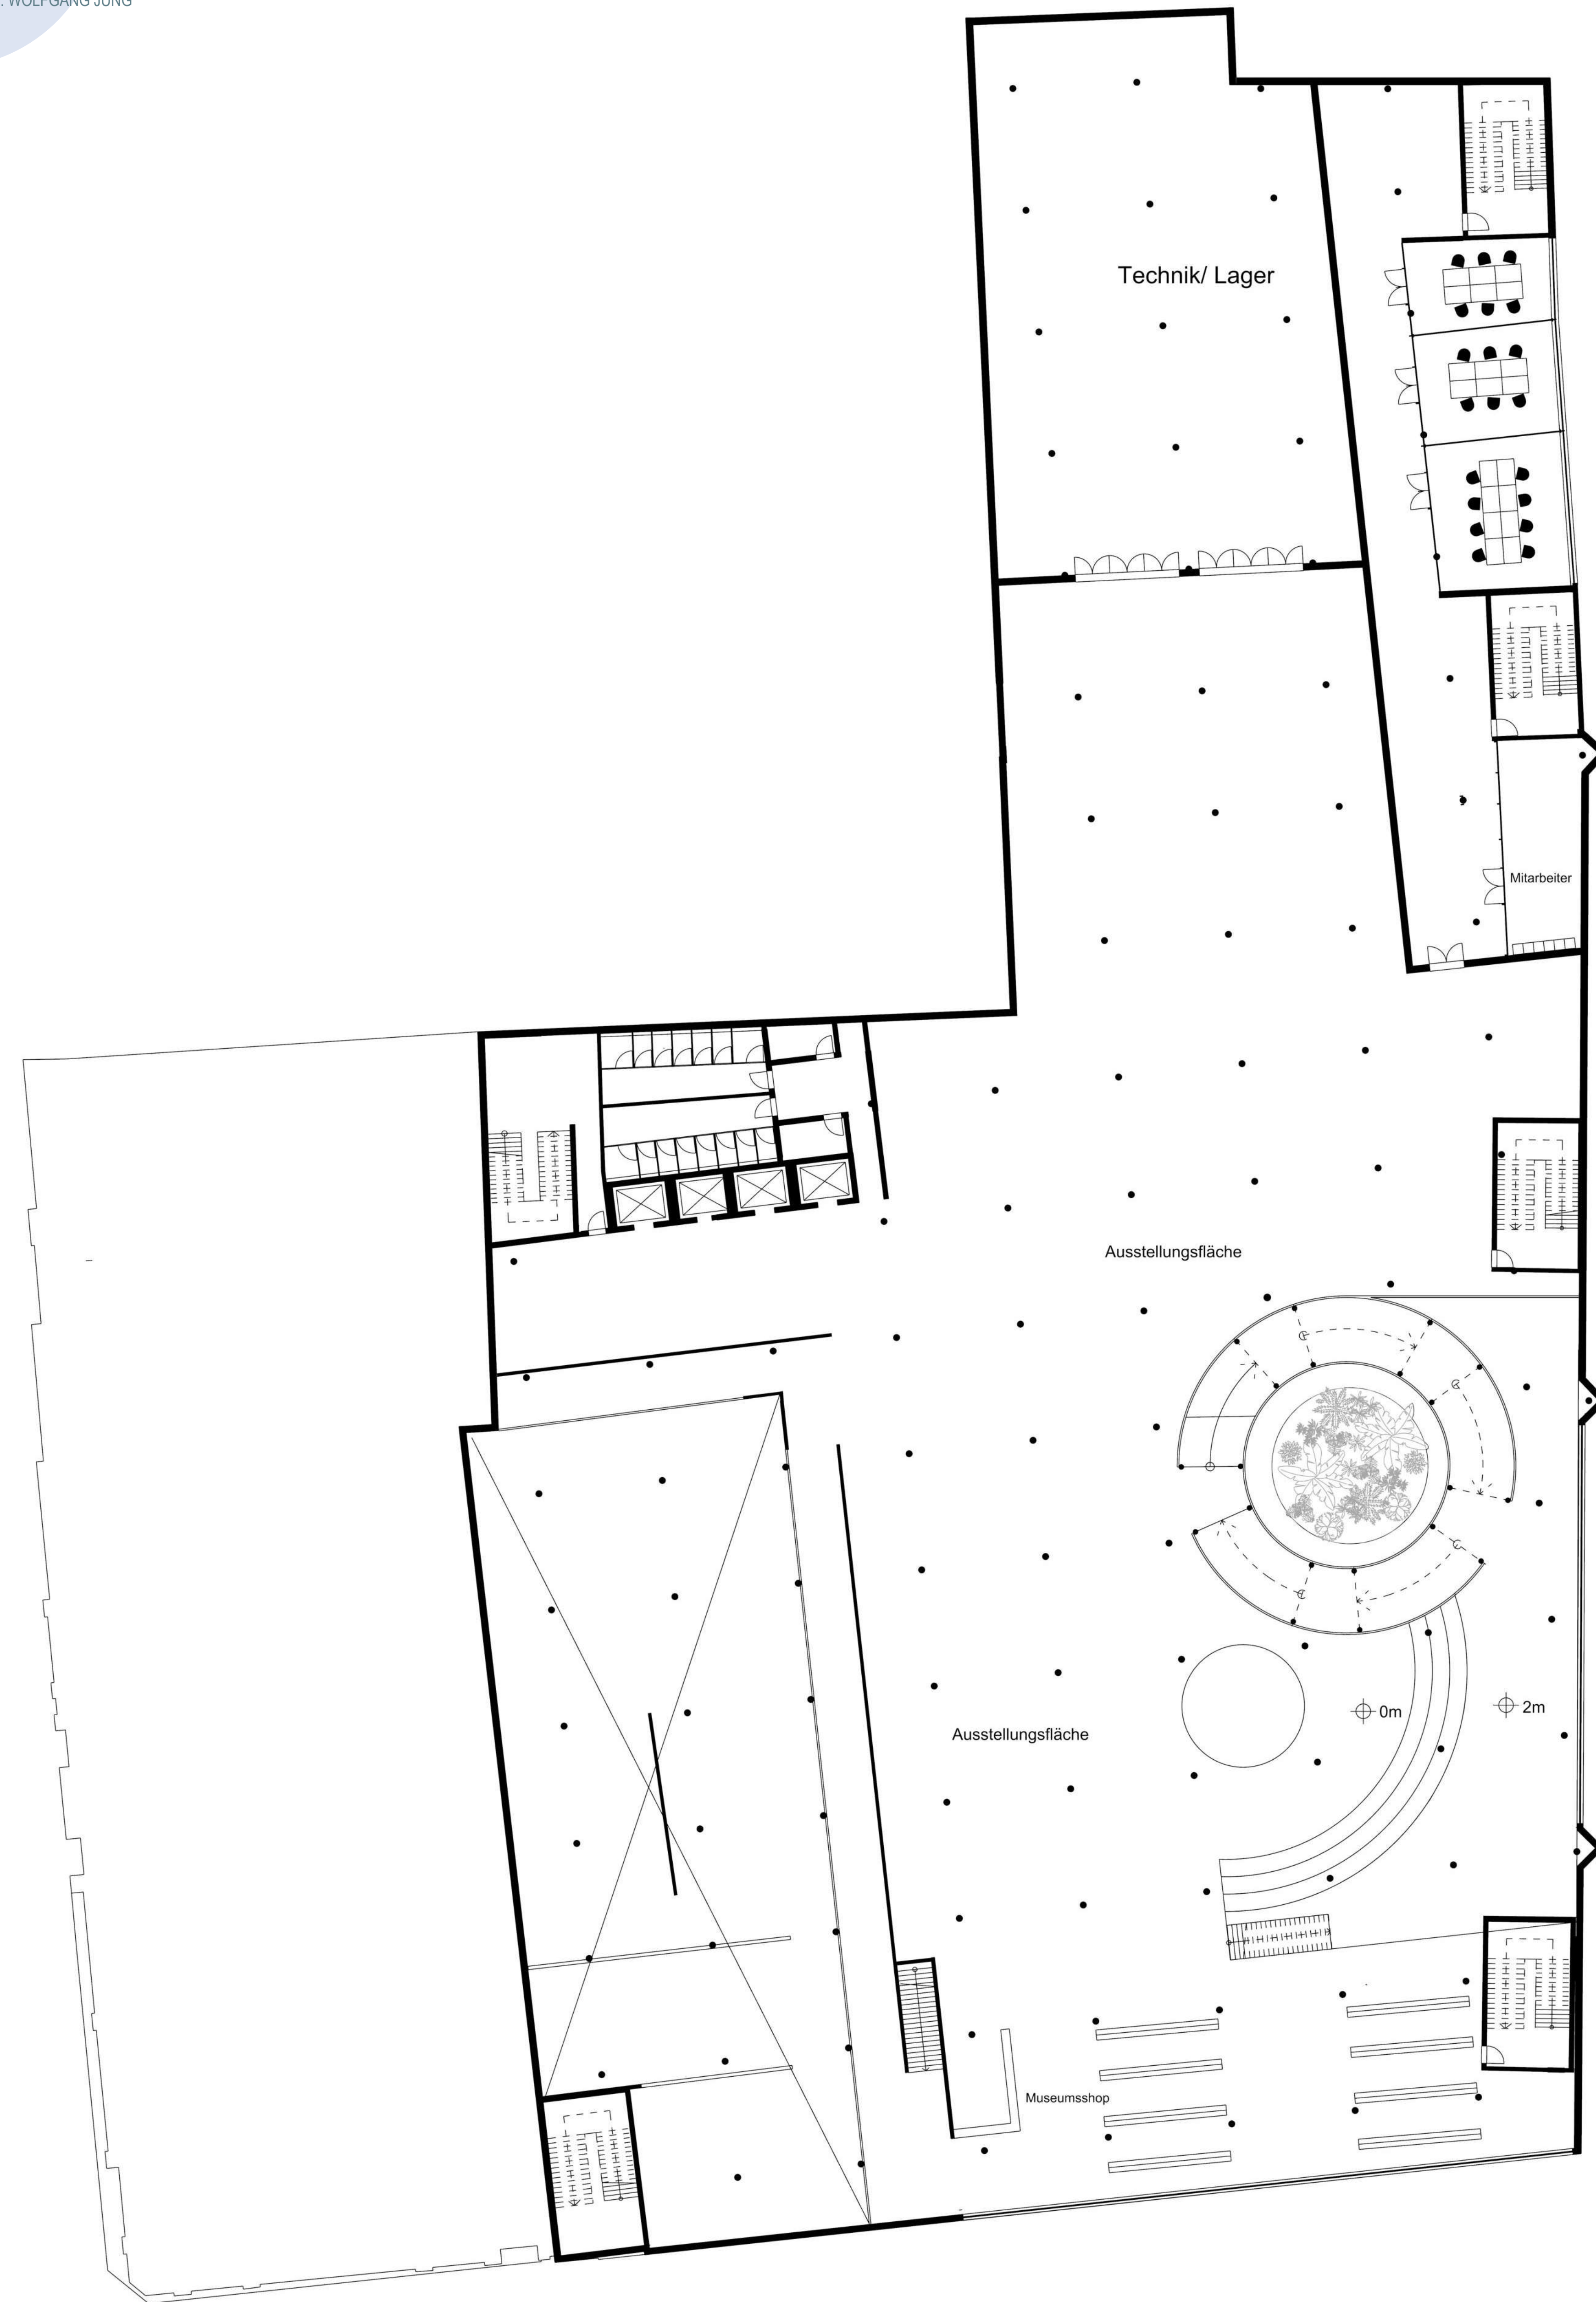 . WOLFGANG JUNG
Technik/ Lager
Mitarbeiter
Ausstellungsfläche
0m
2m
Ausstellungsfläche
Museumsshop